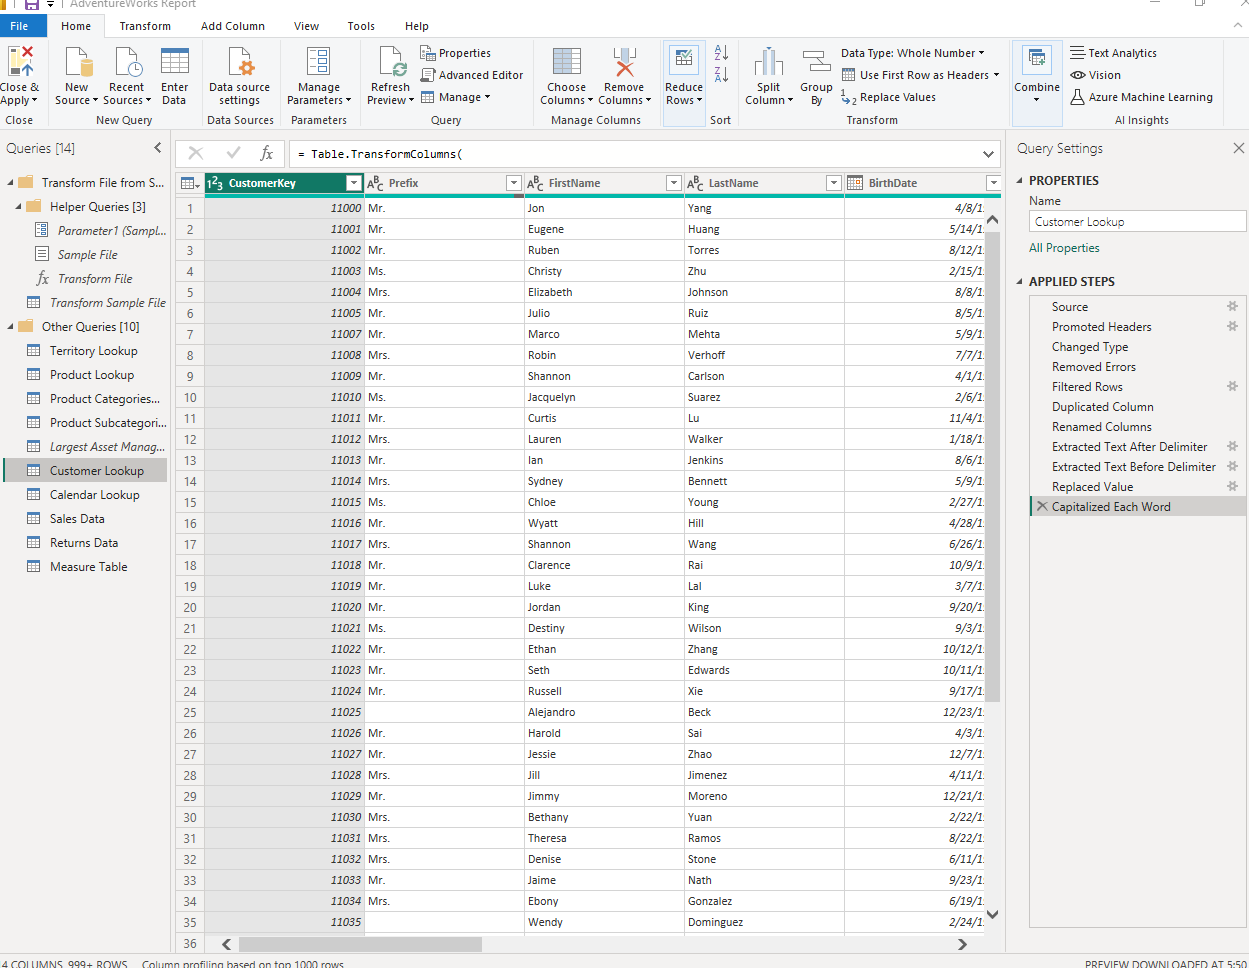 AdventureWorks Report
File Home Transform Add Column View Tools Help
Close & Apply
New Source
Recent Sources
Enter Data
Data source settings
Manage Parameters
Refresh Preview
Properties
Advanced Editor
Manage
Choose Columns
Remove Columns
Reduce Rows
Split Column
Group By
Data Type: Whole Number
Use First Row as Headers
Replace Values
Combine
Text Analytics
Vision
Azure Machine Learning
Close New Query Data Sources Parameters Query Manage Columns Sort Transform AI Insights
Queries [14]
Transform File from S...
Helper Queries [3]
Parameter1 (Sampl...
Sample File
Transform File
Transform Sample File
Other Queries [10]
Territory Lookup
Product Lookup
Product Categories...
Product Subcategori...
Largest Asset Manag...
Customer Lookup
Calendar Lookup
Sales Data
Returns Data
Measure Table
fx = Table.TransformColumns(
CustomerKey Prefix FirstName LastName BirthDate
1 11000 Mr. Jon Yang 4/8/1
2 11001 Mr. Eugene Huang 5/14/1
3 11002 Mr. Ruben Torres 8/12/1
4 11003 Ms. Christy Zhu 2/15/1
5 11004 Mrs. Elizabeth Johnson 8/8/1
6 11005 Mr. Julio Ruiz 8/5/1
7 11007 Mr. Marco Mehta 5/9/1
8 11008 Mrs. Robin Verhoff 7/7/1
9 11009 Mr. Shannon Carlson 4/1/1
10 11010 Ms. Jacquelyn Suarez 2/6/1
11 11011 Mr. Curtis Lu 11/4/1
12 11012 Mrs. Lauren Walker 1/18/1
13 11013 Mr. Ian Jenkins 8/6/1
14 11014 Mrs. Sydney Bennett 5/9/1
15 11015 Ms. Chloe Young 2/27/1
16 11016 Mr. Wyatt Hill 4/28/1
17 11017 Mrs. Shannon Wang 6/26/1
18 11018 Mr. Clarence Rai 10/9/1
19 11019 Mr. Luke Lal 3/7/1
20 11020 Mr. Jordan King 9/20/1
21 11021 Ms. Destiny Wilson 9/3/1
22 11022 Mr. Ethan Zhang 10/12/1
23 11023 Mr. Seth Edwards 10/11/1
24 11024 Mr. Russell Xie 9/17/1
25 11025 Alejandro Beck 12/23/1
26 11026 Mr. Harold Sai 4/3/1
27 11027 Mr. Jessie Zhao 12/7/1
28 11028 Mrs. Jill Jimenez 4/11/1
29 11029 Mr. Jimmy Moreno 12/21/1
30 11030 Mrs. Bethany Yuan 2/22/1
31 11031 Mrs. Theresa Ramos 8/22/1
32 11032 Mrs. Denise Stone 6/11/1
33 11033 Mr. Jaime Nath 9/23/1
34 11034 Mrs. Ebony Gonzalez 6/19/1
35 11035 Wendy Dominguez 2/24/1
36
Query Settings
PROPERTIES
Name
Customer Lookup
All Properties
APPLIED STEPS
Source
Promoted Headers
Changed Type
Removed Errors
Filtered Rows
Duplicated Column
Renamed Columns
Extracted Text After Delimiter
Extracted Text Before Delimiter
Replaced Value
Capitalized Each Word
4 COLUMNS, 999+ ROWS Column profiling based on top 1000 rows PREVIEW DOWNLOADED AT 5:50